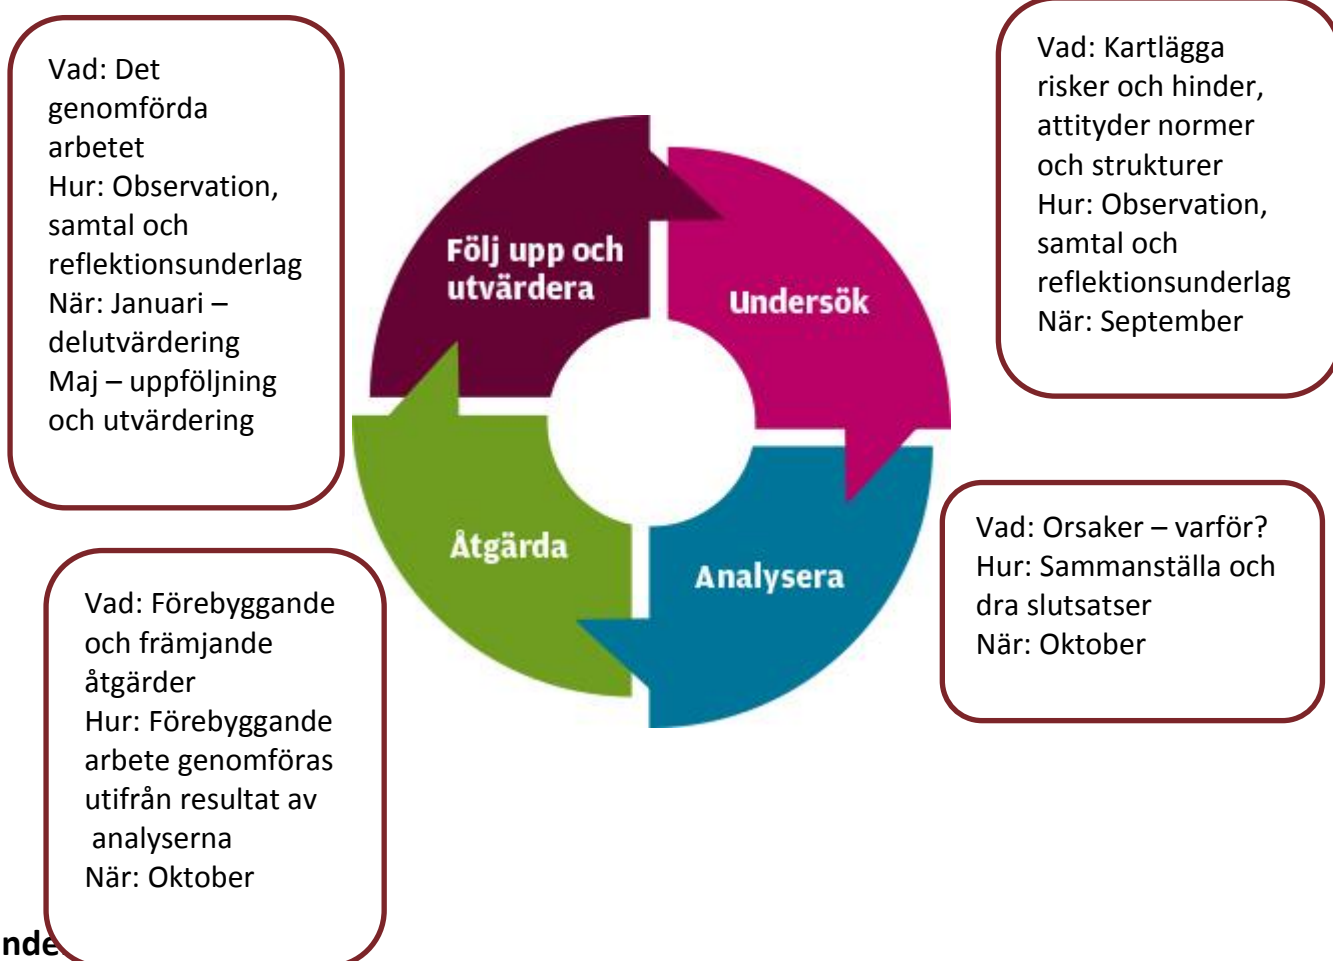 Vad: Det
genomförda
arbetet
Hur: Observation,
samtal och
reflektionsunderlag
När: Januari –
delutvärdering
Maj – uppföljning
och utvärdering
Vad: Kartlägga
risker och hinder,
attityder normer
och strukturer
Hur: Observation,
samtal och
reflektionsunderlag
När: September
Följ upp och
utvärdera
Undersök
Åtgärda
Analysera
Vad: Orsaker – varför?
Hur: Sammanställa och
dra slutsatser
När: Oktober
Vad: Förebyggande
och främjande
åtgärder
Hur: Förebyggande
arbete genomföras
utifrån resultat av
analyserna
När: Oktober
nde